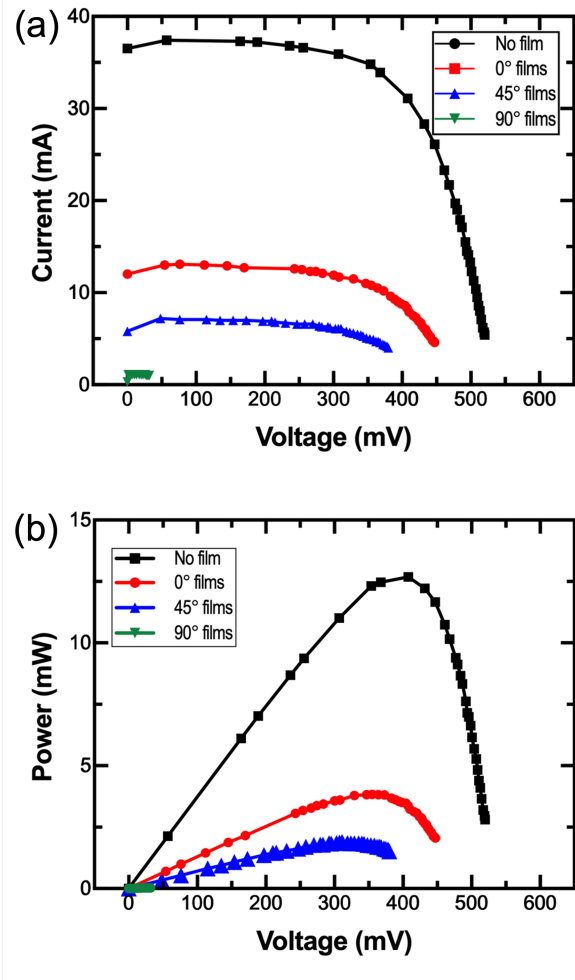 (a)
40
30
20
10
0
Current (mA)
No film
0° films
45° films
90° films
0 100 200 300 400 500 600
Voltage (mV)
(b)
15
10
5
0
Power (mW)
No film
0° films
45° films
90° films
0 100 200 300 400 500 600
Voltage (mV)